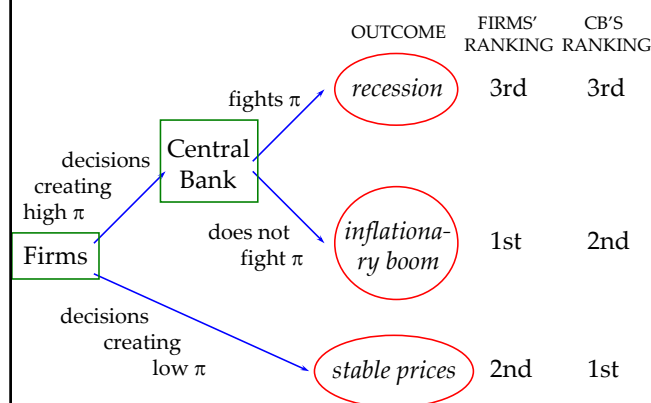 OUTCOME
FIRMS'
RANKING
CB'S
RANKING
fights π
recession
3rd
3rd
decisions
creating
high π
Central
Bank
does not
fight π
inflationa-
ry boom
1st
2nd
Firms
decisions
creating
low π
stable prices
2nd
1st